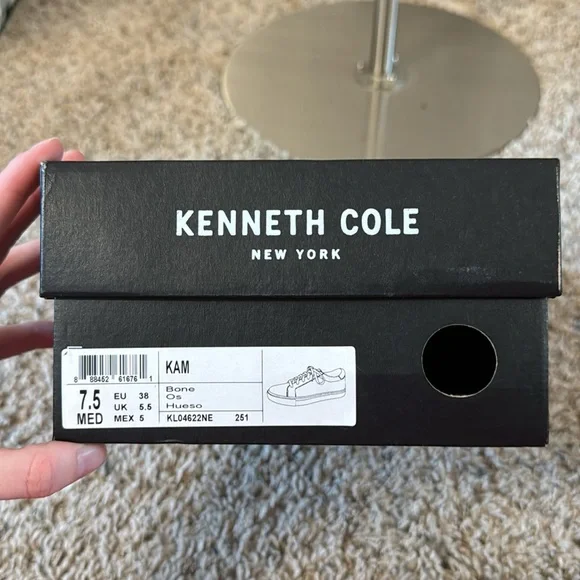 KENNETH COLE
NEW YORK
8 88452 61676 1
KAM
7.5 MED
EU 38
UK 5.5
MEX 5
Bone
Os
Hueso
KL04622NE 251